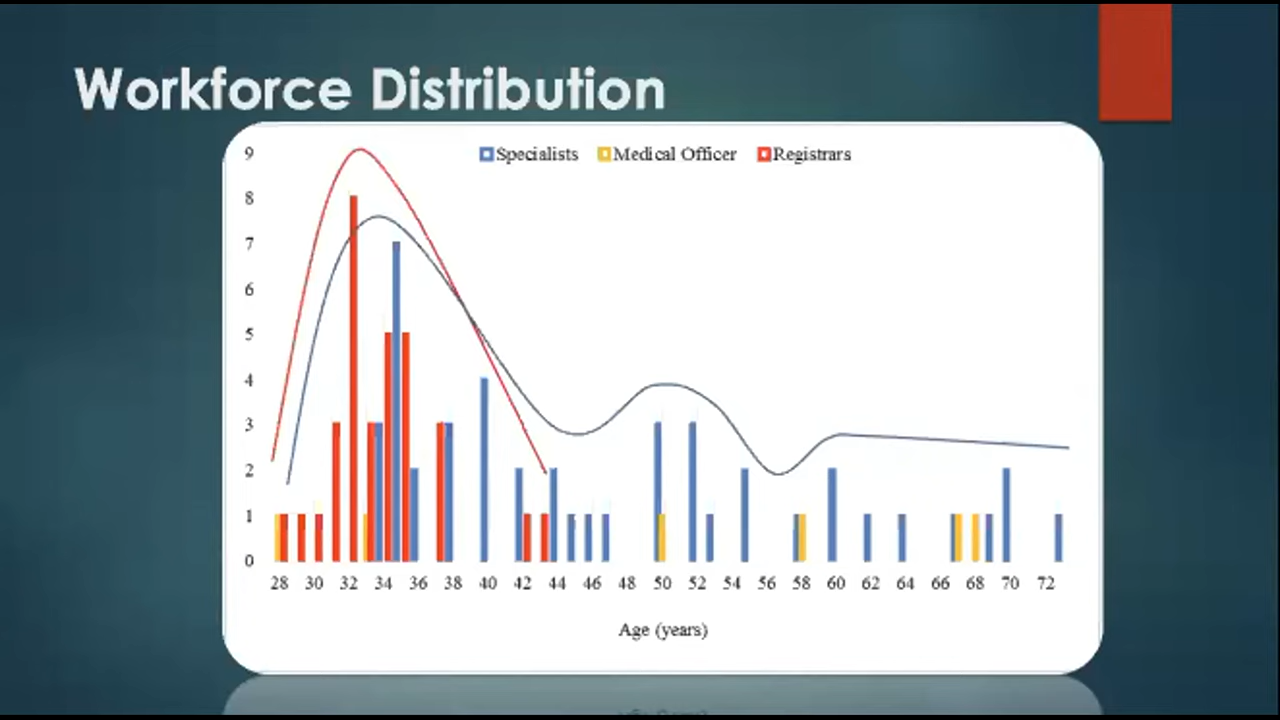 Workforce Distribution
Specialists Medical Officer Registrars
9
8
7
6
5
4
3
2
1
0
28 30 32 34 36 38 40 42 44 46 48 50 52 54 56 58 60 62 64 66 68 70 72
Age (years)